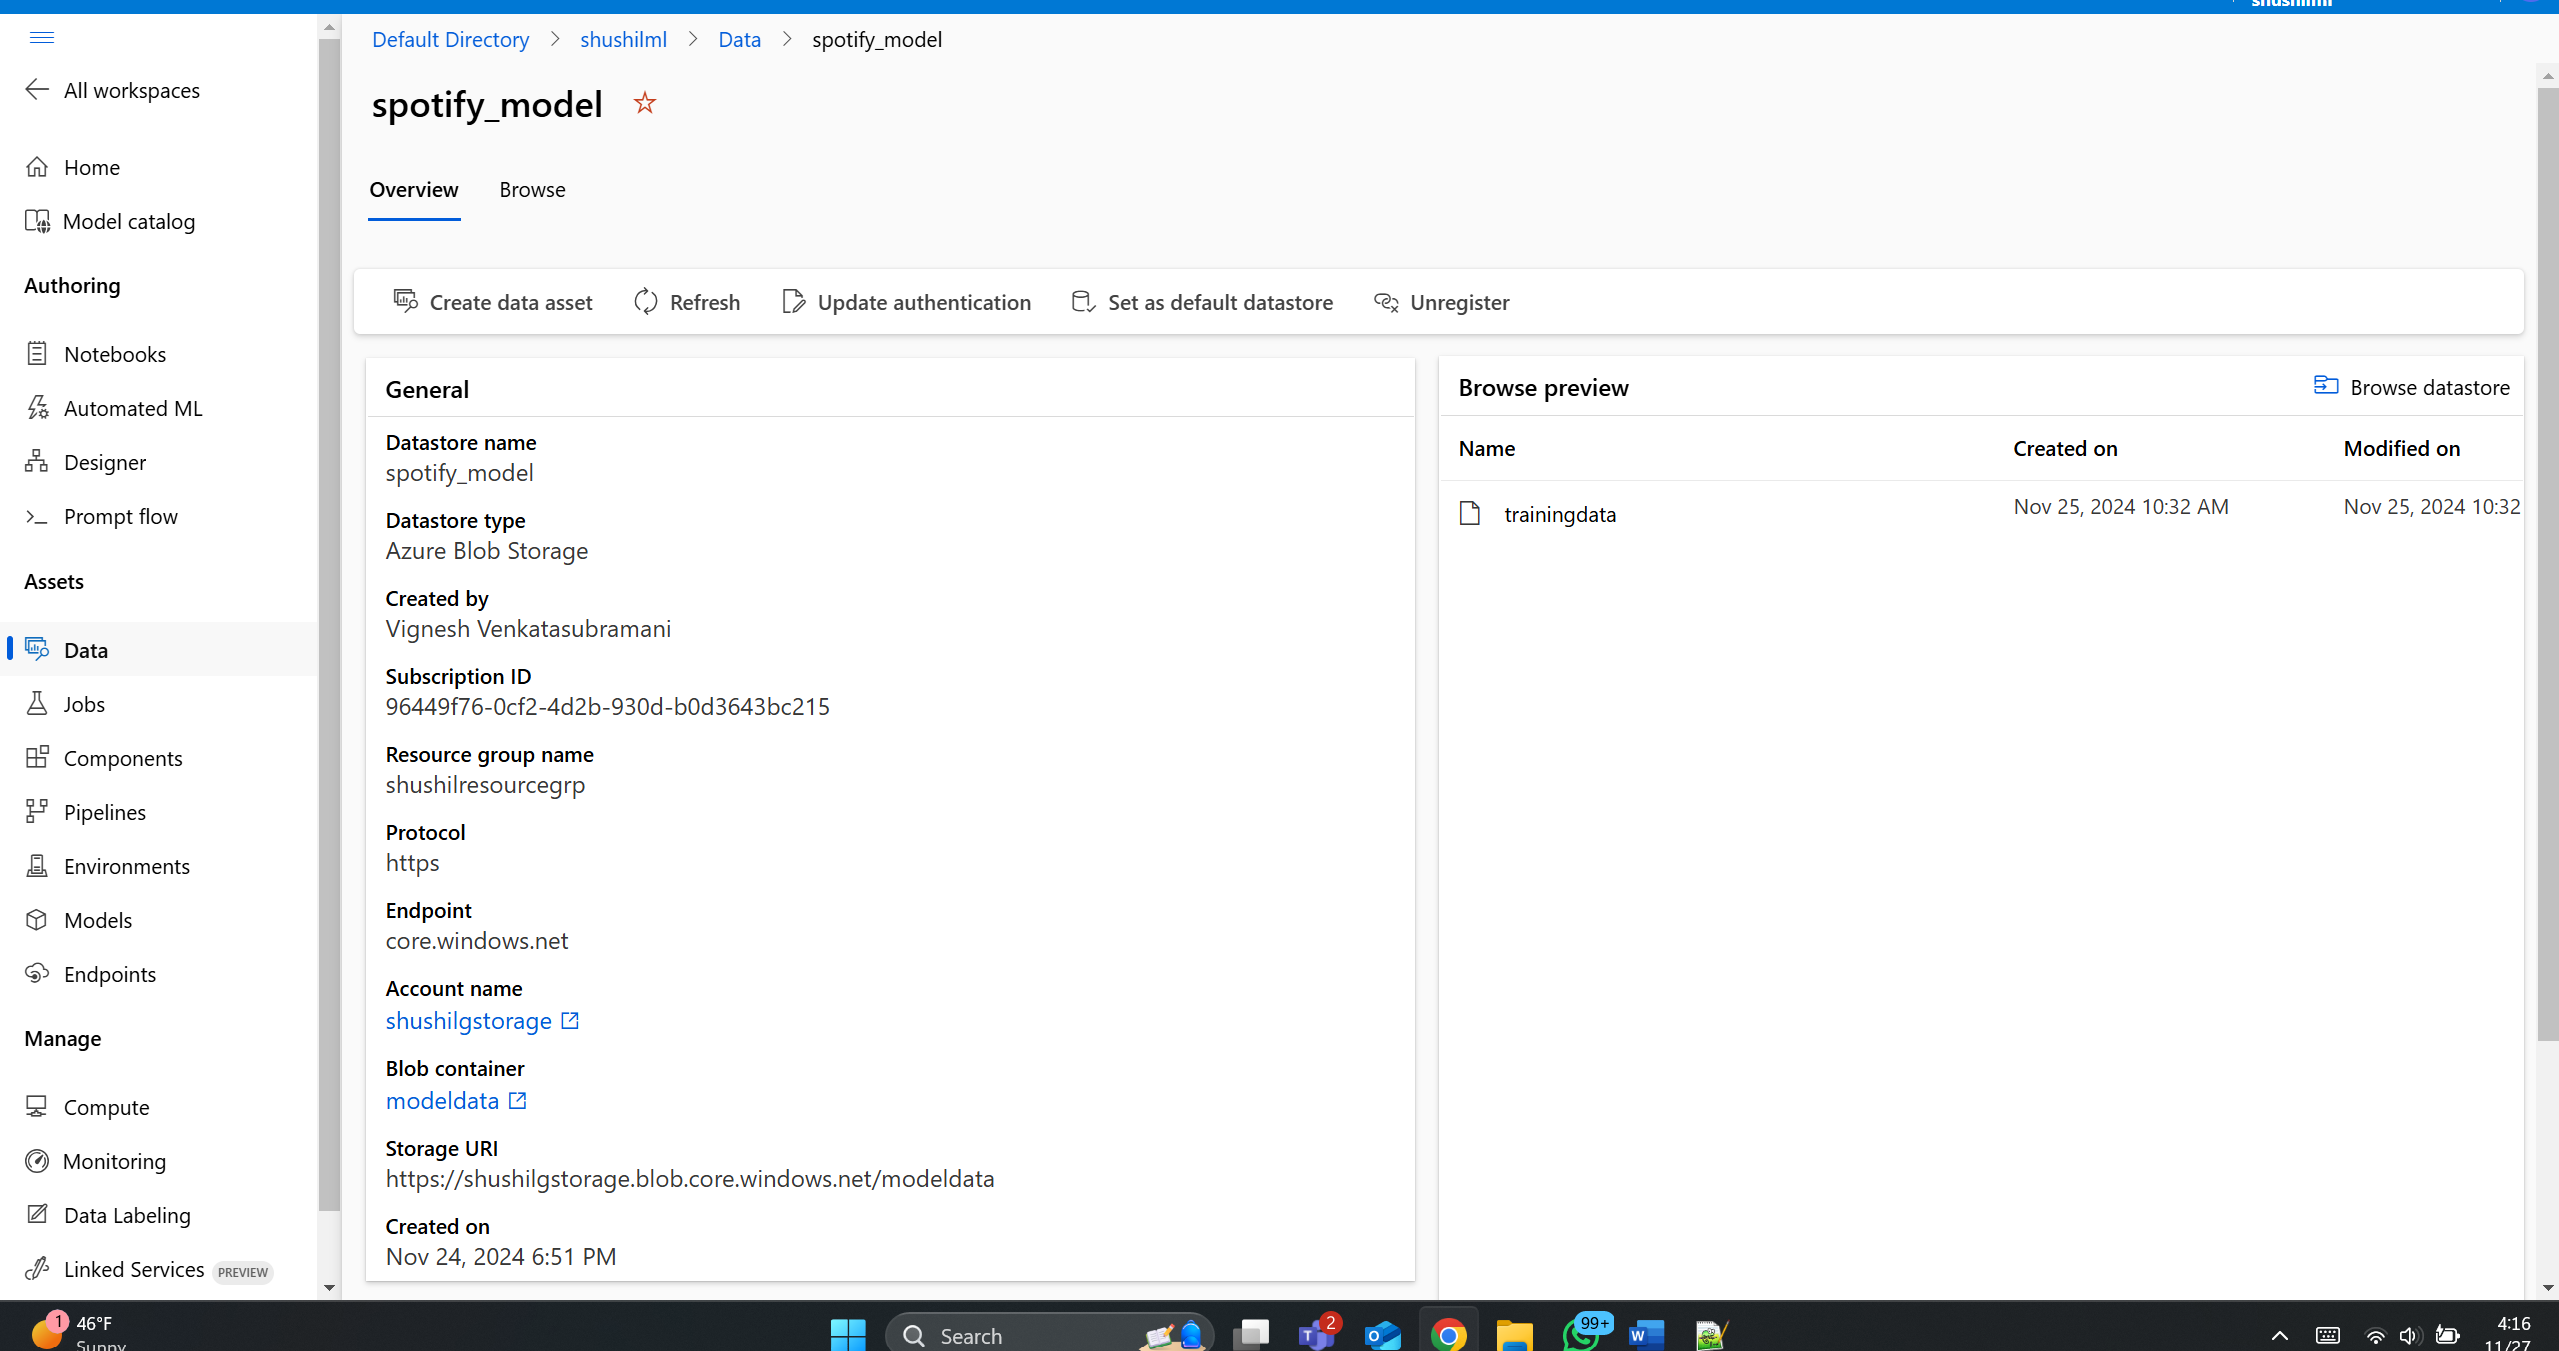 shushilml
Default Directory > shushilml > Data > spotify_model
All workspaces
spotify_model
Home
Overview Browse
Model catalog
Authoring
Create data asset Refresh Update authentication Set as default datastore Unregister
Notebooks
Automated ML
Designer
Prompt flow
Assets
Data
Jobs
Components
Pipelines
Environments
Models
Endpoints
Manage
Compute
Monitoring
Data Labeling
Linked Services PREVIEW
General
Datastore name
spotify_model
Datastore type
Azure Blob Storage
Created by
Vignesh Venkatasubramani
Subscription ID
96449f76-0cf2-4d2b-930d-b0d3643bc215
Resource group name
shushilresourcegrp
Protocol
https
Endpoint
core.windows.net
Account name
shushilgstorage
Blob container
modeldata
Storage URI
https://shushilgstorage.blob.core.windows.net/modeldata
Created on
Nov 24, 2024 6:51 PM
Browse preview Browse datastore
Name Created on Modified on
trainingdata Nov 25, 2024 10:32 AM Nov 25, 2024 10:32
1 46°F
Sunny
Search
2
99+
4:16
11/27